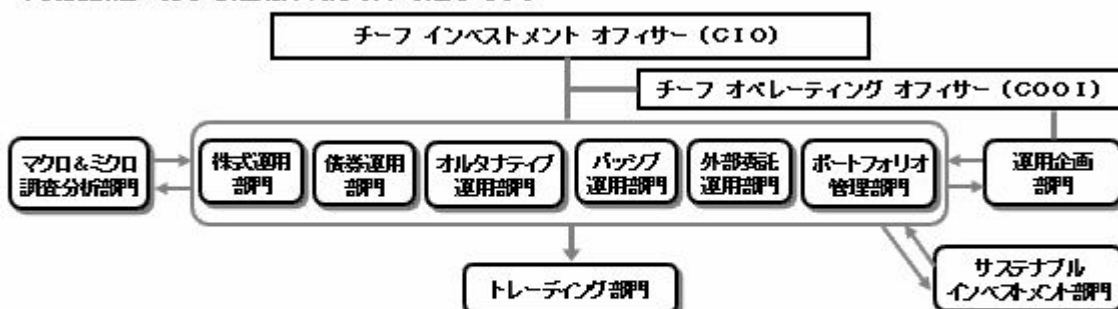 チーフ インベストメント オフィサー (CIO)
チーフ オペレーティング オフィサー (COOI)
マクロ&ミクロ
調査分析部門
株式運用
部門
債券運用
部門
オルタナティブ
運用部門
パッシブ
運用部門
外部委託
運用部門
ポートフォリオ
管理部門
運用企画
部門
トレーディング部門
サステナブル
インベストメント部門